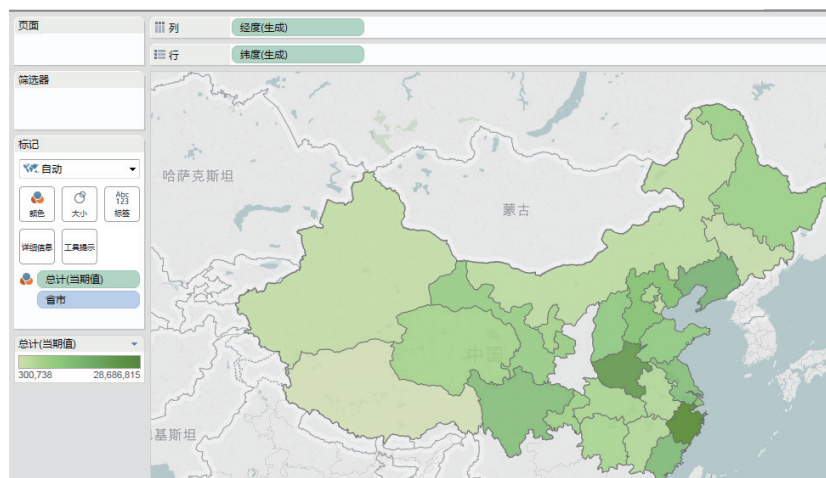 页面
列
经度(生成)
行
纬度(生成)
筛选器
标记
自动
颜色
大小
Abc
123
标签
详细信息
工具提示
总计(当期值)
省市
总计(当期值)
300,738
28,686,815
哈萨克斯坦
蒙古
中国
基斯坦